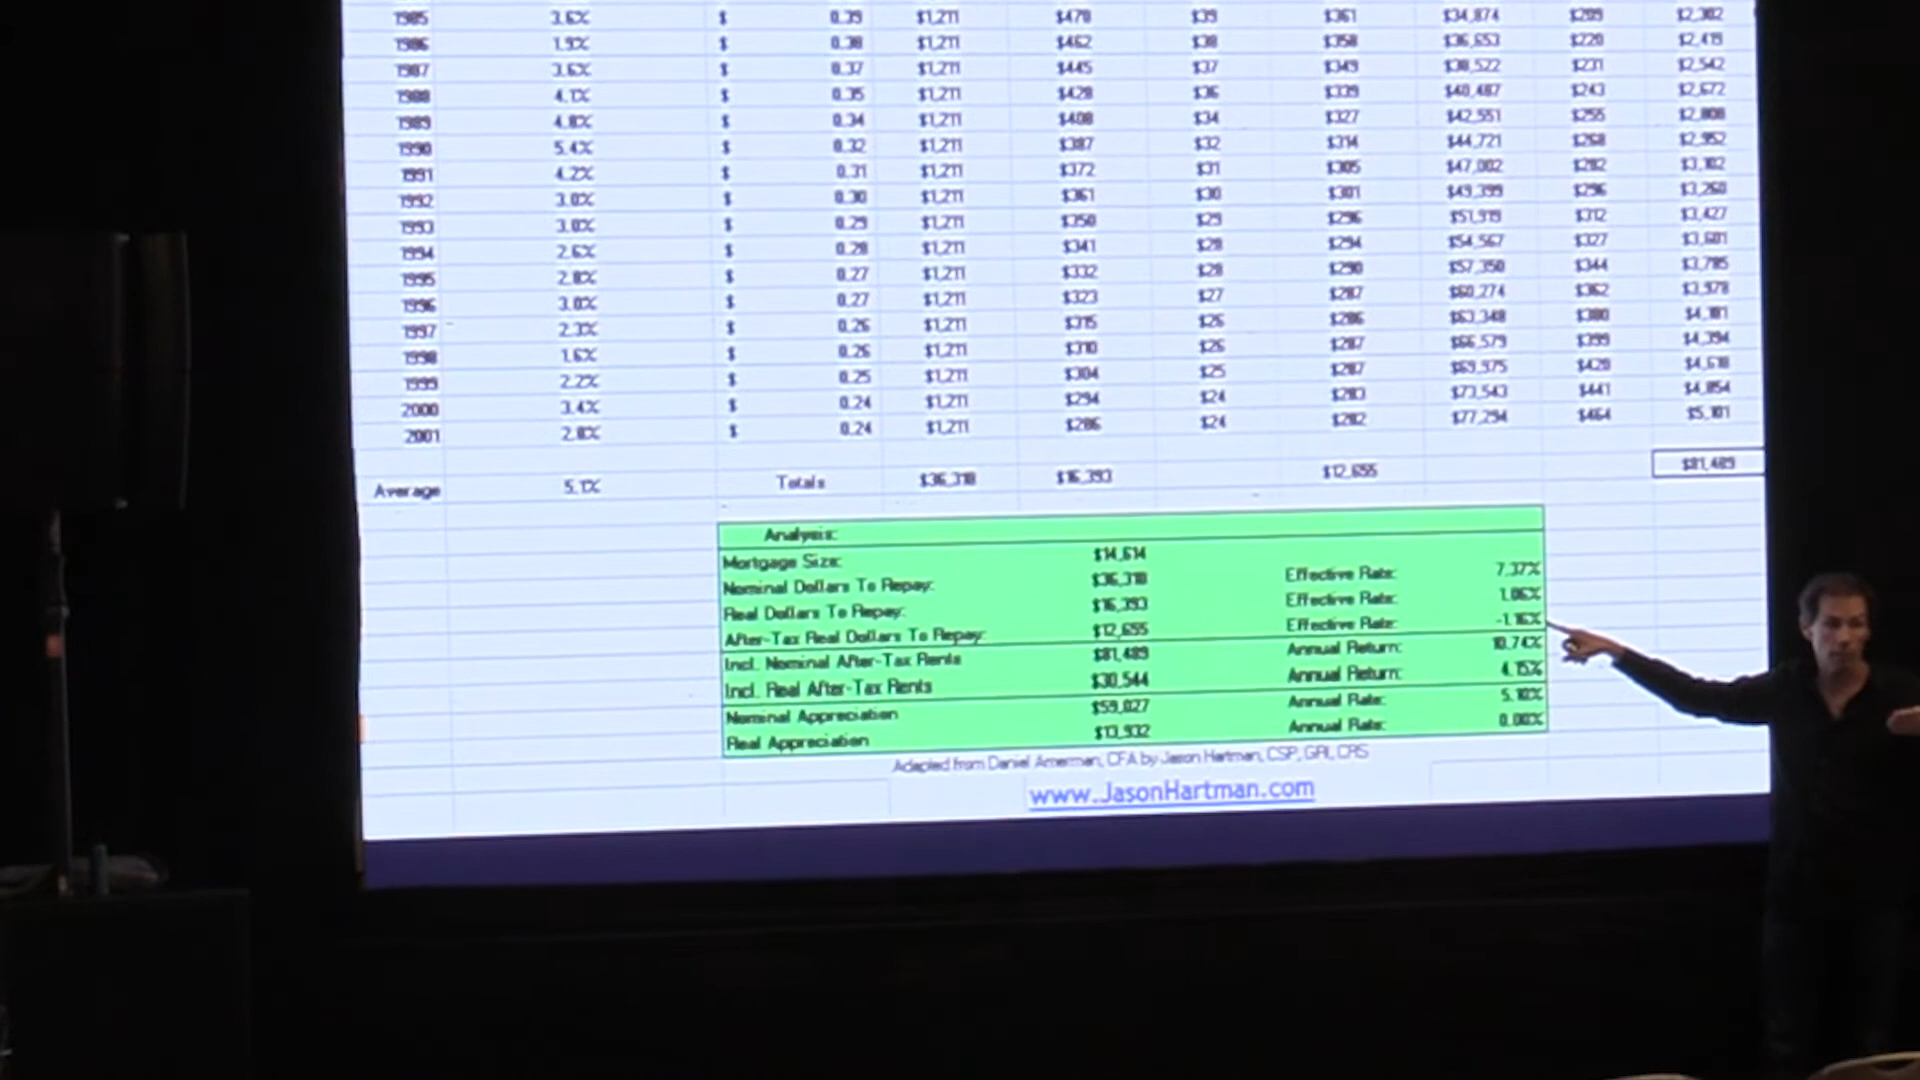 1985 3.6% $ 0.39 $1,211 $470 $39 $361 $34,874 $209 $2,302
1986 1.9% $ 0.38 $1,211 $462 $38 $358 $36,653 $220 $2,419
1987 3.6% $ 0.37 $1,211 $445 $37 $349 $38,522 $231 $2,542
1988 4.1% $ 0.35 $1,211 $428 $36 $339 $40,487 $243 $2,672
1989 4.8% $ 0.34 $1,211 $408 $34 $327 $42,551 $255 $2,808
1990 5.4% $ 0.32 $1,211 $387 $32 $314 $44,721 $268 $2,952
1991 4.2% $ 0.31 $1,211 $372 $31 $305 $47,002 $282 $3,102
1992 3.0% $ 0.30 $1,211 $361 $30 $301 $49,399 $296 $3,260
1993 3.0% $ 0.29 $1,211 $350 $29 $296 $51,919 $312 $3,427
1994 2.6% $ 0.28 $1,211 $341 $28 $294 $54,567 $327 $3,601
1995 2.8% $ 0.27 $1,211 $332 $28 $290 $57,350 $344 $3,785
1996 3.0% $ 0.27 $1,211 $323 $27 $287 $60,274 $362 $3,978
1997 2.3% $ 0.26 $1,211 $315 $26 $286 $63,348 $380 $4,181
1998 1.6% $ 0.26 $1,211 $310 $26 $287 $66,579 $399 $4,394
1999 2.2% $ 0.25 $1,211 $304 $25 $287 $69,975 $420 $4,618
2000 3.4% $ 0.24 $1,211 $294 $24 $283 $73,543 $441 $4,854
2001 2.8% $ 0.24 $1,211 $286 $24 $282 $77,294 $464 $5,101
Average 5.1% Totals $36,318 $16,393 $12,655 $81,489
Analysis:
Mortgage Size: $14,614
Nominal Dollars To Repay: $36,318 Effective Rate: 7.37%
Real Dollars To Repay: $16,393 Effective Rate: 1.06%
After-Tax Real Dollars To Repay: $12,655 Effective Rate: -1.16%
Incl. Nominal After-Tax Rents $81,489 Annual Return: 10.74%
Incl. Real After-Tax Rents $30,544 Annual Return: 4.15%
Nominal Appreciation $59,027 Annual Rate: 5.10%
Real Appreciation $13,932 Annual Rate: 0.00%
Adapted from Daniel Amerman, CFA by Jason Hartman, CSP, GRI, CRS
www.JasonHartman.com